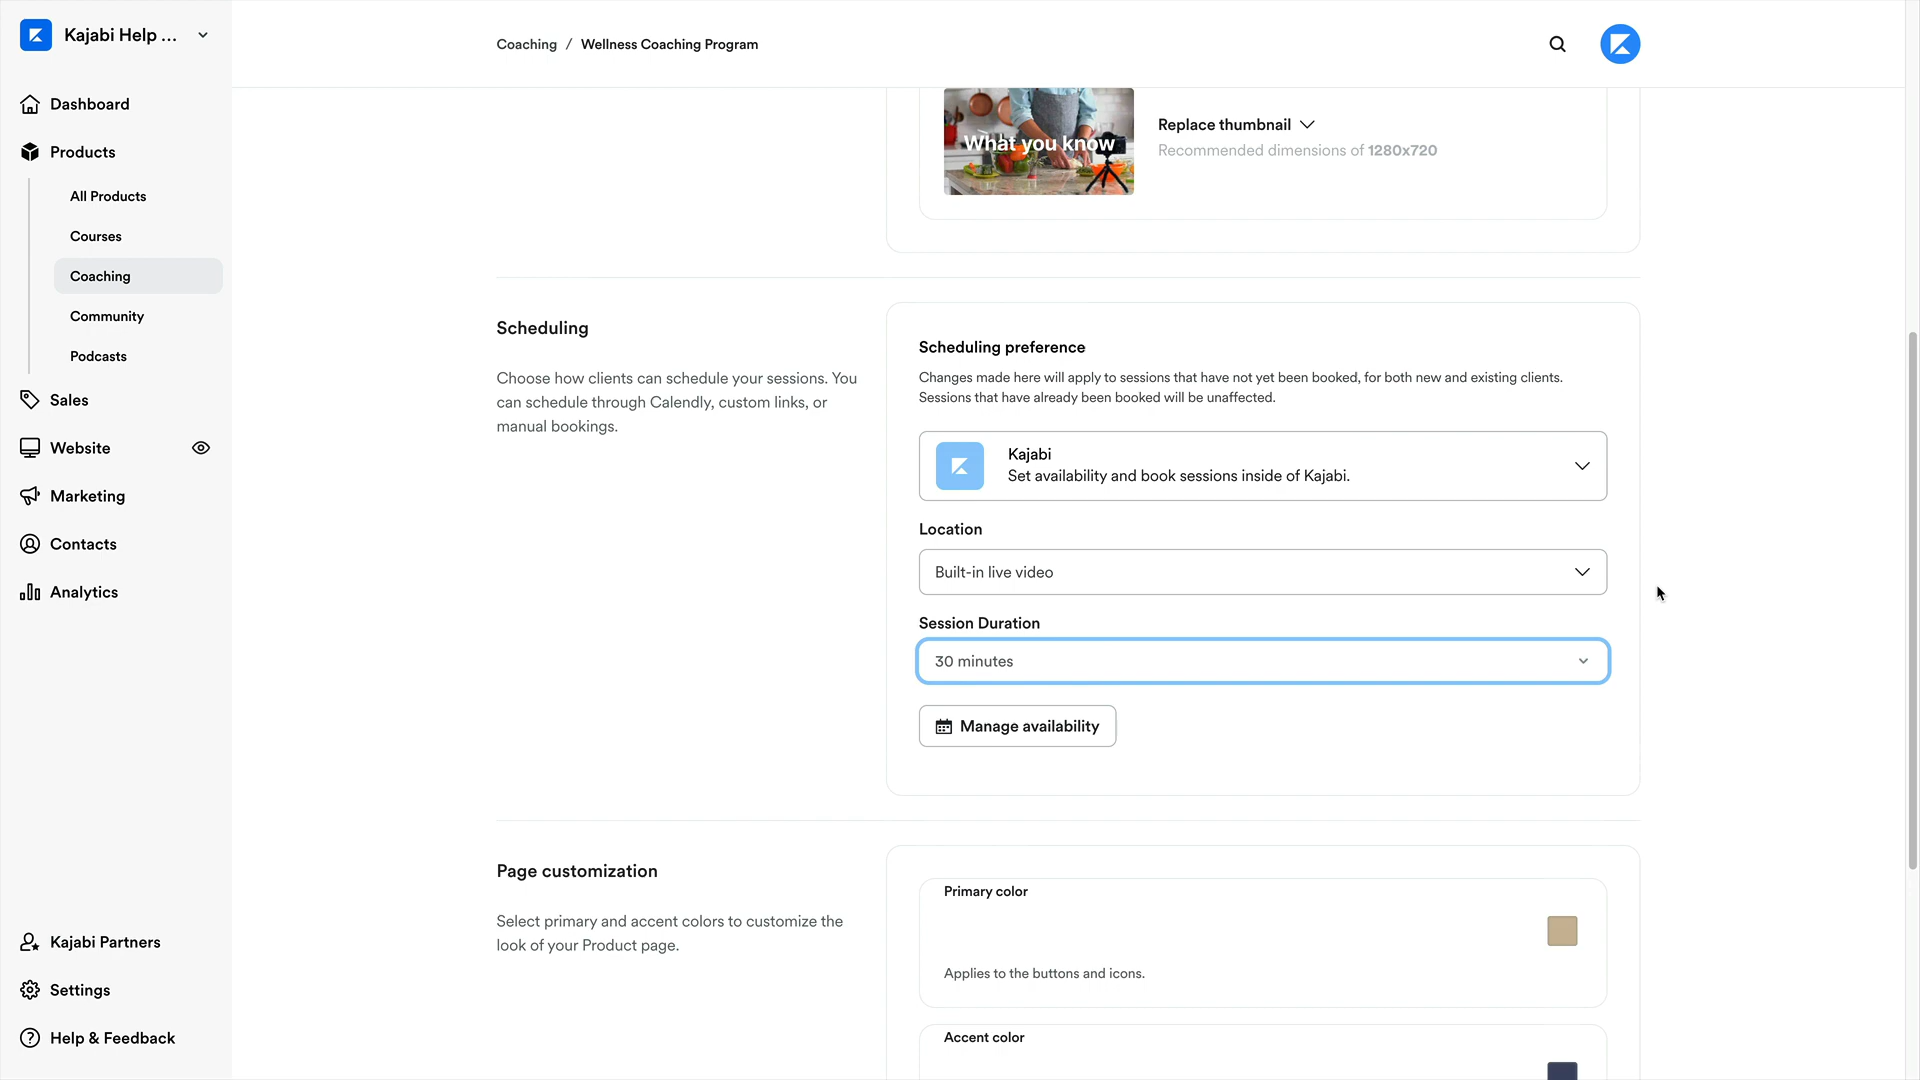 Kajabi Help ...
Dashboard
Products
All Products
Courses
Coaching
Community
Podcasts
Sales
Website
Marketing
Contacts
Analytics
Kajabi Partners
Settings
Help & Feedback
Coaching / Wellness Coaching Program
What you know
Replace thumbnail
Recommended dimensions of 1280x720
Scheduling
Choose how clients can schedule your sessions. You
can schedule through Calendly, custom links, or
manual bookings.
Scheduling preference
Changes made here will apply to sessions that have not yet been booked, for both new and existing clients.
Sessions that have already been booked will be unaffected.
Kajabi
Set availability and book sessions inside of Kajabi.
Location
Built-in live video
Session Duration
30 minutes
Manage availability
Page customization
Select primary and accent colors to customize the
look of your Product page.
Primary color
Applies to the buttons and icons.
Accent color